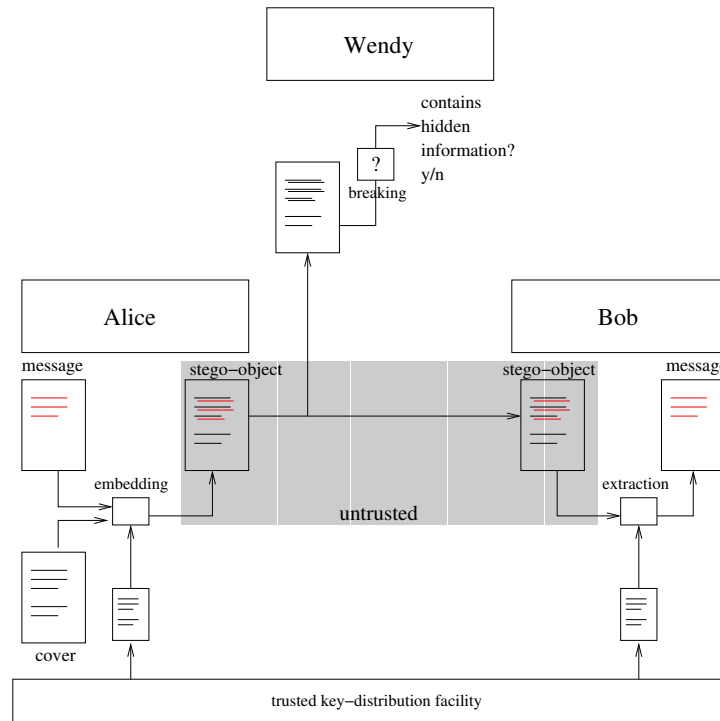 Wendy
contains
hidden
information?
y/n
?
breaking
Alice
Bob
message
stego−object
stego−object
message
embedding
extraction
untrusted
cover
trusted key−distribution facility